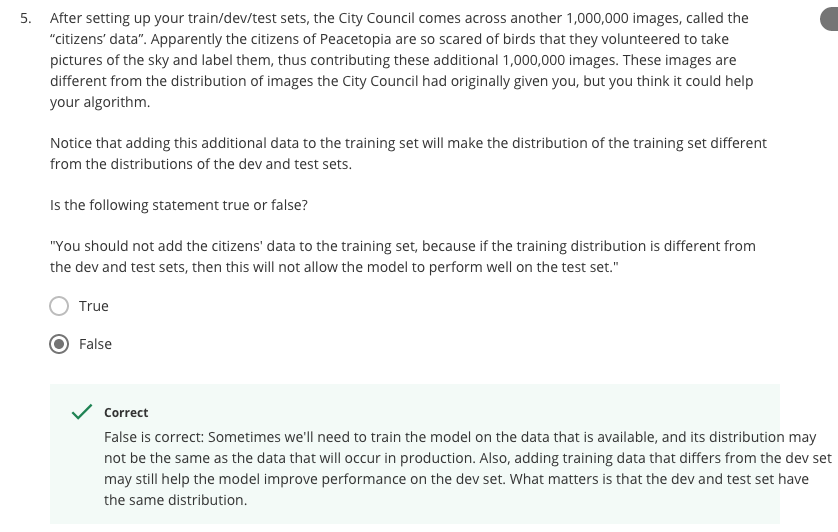 5. After setting up your train/dev/test sets, the City Council comes across another 1,000,000 images, called the
“citizens’ data”. Apparently the citizens of Peacetopia are so scared of birds that they volunteered to take
pictures of the sky and label them, thus contributing these additional 1,000,000 images. These images are
different from the distribution of images the City Council had originally given you, but you think it could help
your algorithm.
Notice that adding this additional data to the training set will make the distribution of the training set different
from the distributions of the dev and test sets.
Is the following statement true or false?
"You should not add the citizens' data to the training set, because if the training distribution is different from
the dev and test sets, then this will not allow the model to perform well on the test set."
True
False
Correct
False is correct: Sometimes we'll need to train the model on the data that is available, and its distribution may
not be the same as the data that will occur in production. Also, adding training data that differs from the dev set
may still help the model improve performance on the dev set. What matters is that the dev and test set have
the same distribution.